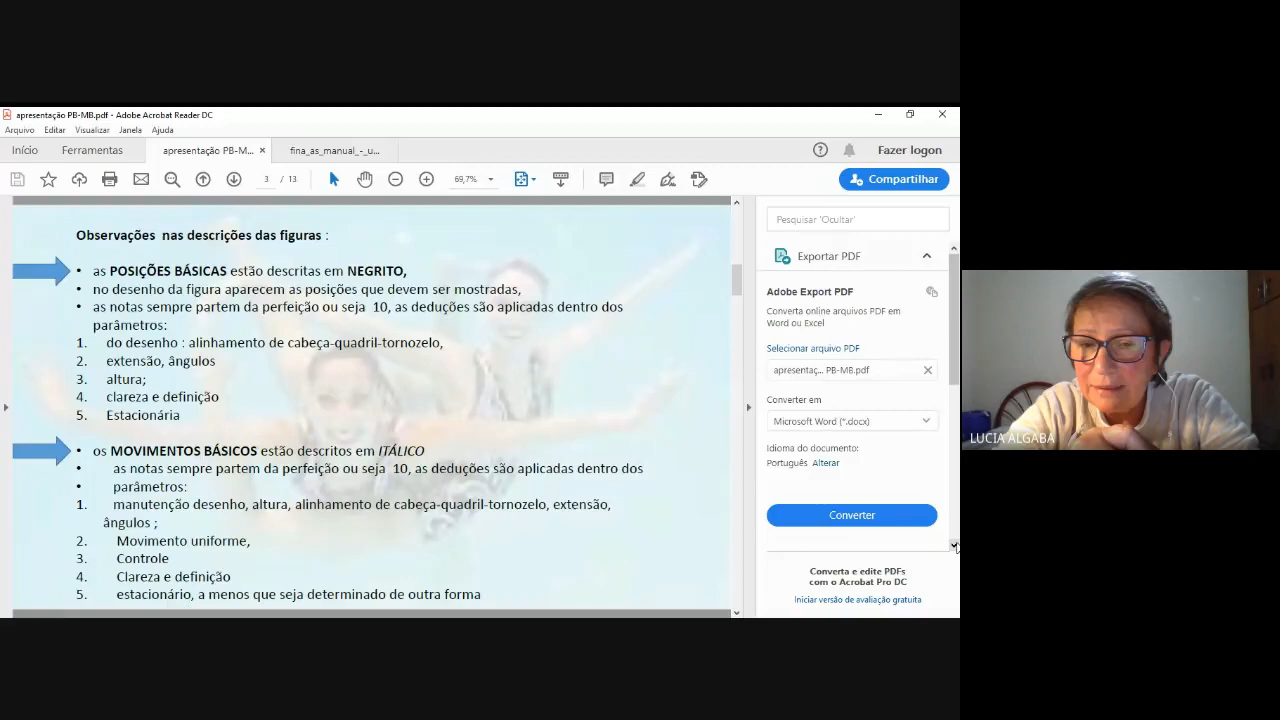 apresentação PB-MB.pdf - Adobe Acrobat Reader DC
Arquivo Editar Visualizar Janela Ajuda
Início Ferramentas apresentação PB-M... × fina_as_manual_-_u... Fazer logon
3 / 13 69,7% Compartilhar
Observações nas descrições das figuras :
• as POSIÇÕES BÁSICAS estão descritas em NEGRITO,
• no desenho da figura aparecem as posições que devem ser mostradas,
• as notas sempre partem da perfeição ou seja 10, as deduções são aplicadas dentro dos
parâmetros:
1. do desenho : alinhamento de cabeça-quadril-tornozelo,
2. extensão, ângulos
3. altura;
4. clareza e definição
5. Estacionária
• os MOVIMENTOS BÁSICOS estão descritos em ITÁLICO
• as notas sempre partem da perfeição ou seja 10, as deduções são aplicadas dentro dos
• parâmetros:
1. manutenção desenho, altura, alinhamento de cabeça-quadril-tornozelo, extensão,
ângulos ;
2. Movimento uniforme,
3. Controle
4. Clareza e definição
5. estacionário, a menos que seja determinado de outra forma
Pesquisar 'Ocultar'
Exportar PDF
Adobe Export PDF
Converta online arquivos PDF em
Word ou Excel
Selecionar arquivo PDF
apresentaç... PB-MB.pdf
Converter em
Microsoft Word (*.docx)
Idioma do documento:
Português Alterar
Converter
Converta e edite PDFs
com o Acrobat Pro DC
Iniciar versão de avaliação gratuita
LUCIA ALGABA